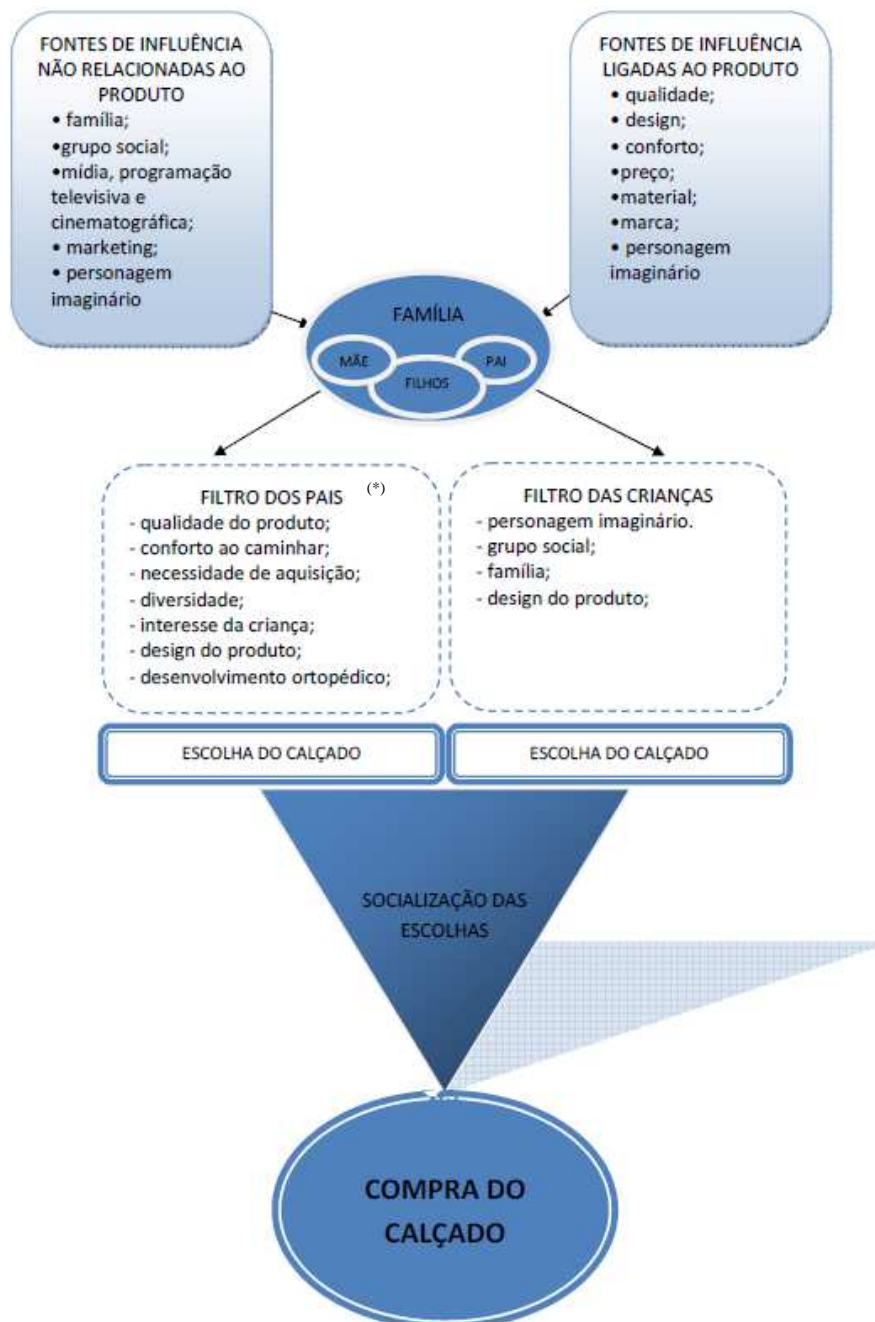 FONTES DE INFLUÊNCIA
NÃO RELACIONADAS AO
PRODUTO
• família;
•grupo social;
•mídia, programação
televisiva e
cinematográfica;
• marketing;
• personagem
imaginário
FONTES DE INFLUÊNCIA
LIGADAS AO PRODUTO
• qualidade;
• design;
• conforto;
•preço;
•material;
•marca;
• personagem
imaginário
FAMÍLIA
MÃE
PAI
FILHOS
FILTRO DOS PAIS (*)
- qualidade do produto;
- conforto ao caminhar;
- necessidade de aquisição;
- diversidade;
- interesse da criança;
- design do produto;
- desenvolvimento ortopédico;
FILTRO DAS CRIANÇAS
- personagem imaginário.
- grupo social;
- família;
- design do produto;
ESCOLHA DO CALÇADO
ESCOLHA DO CALÇADO
SOCIALIZAÇÃO DAS
ESCOLHAS
COMPRA DO
CALÇADO